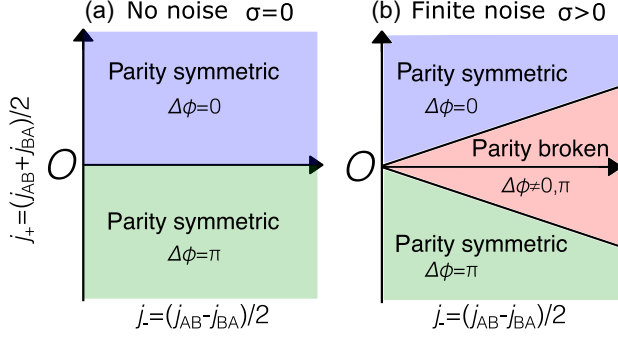 (a) No noise σ=0
Parity symmetric
Δϕ=0
O
Parity symmetric
Δϕ=π
j₊=(jAB+jBA)/2
j₋=(jAB-jBA)/2
(b) Finite noise σ>0
Parity symmetric
Δϕ=0
Parity broken
O
Δϕ≠0,π
Parity symmetric
Δϕ=π
j₋=(jAB-jBA)/2